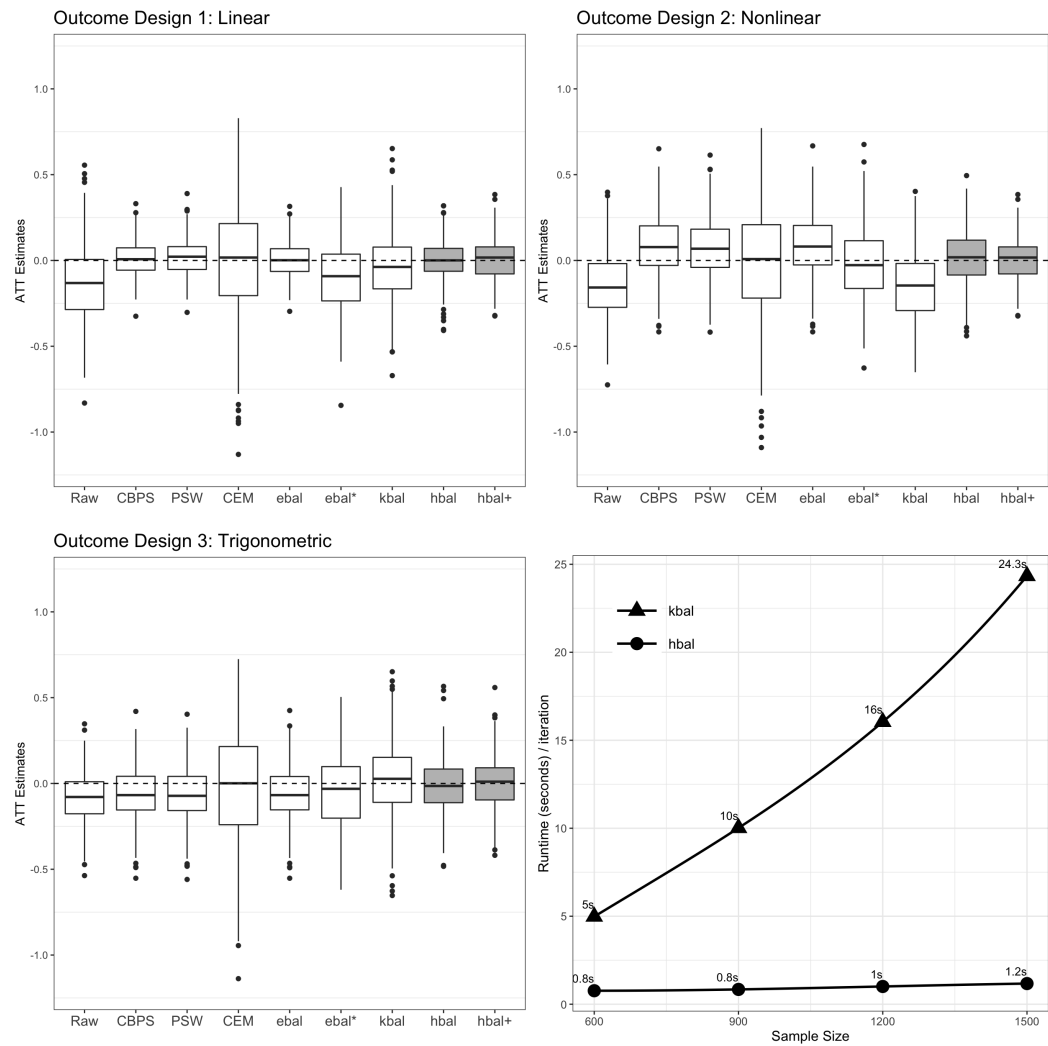 Outcome Design 1: Linear
ATT Estimates
1.0
0.5
0.0
-0.5
-1.0
Raw CBPS PSW CEM ebal ebal* kbal hbal hbal+
Outcome Design 2: Nonlinear
ATT Estimates
1.0
0.5
0.0
-0.5
-1.0
Raw CBPS PSW CEM ebal ebal* kbal hbal hbal+
Outcome Design 3: Trigonometric
ATT Estimates
1.0
0.5
0.0
-0.5
-1.0
Raw CBPS PSW CEM ebal ebal* kbal hbal hbal+
Runtime (seconds) / iteration
25
20
15
10
5
0
kbal
hbal
24.3s
16s
10s
5s
0.8s 0.8s 1s 1.2s
600 900 1200 1500
Sample Size